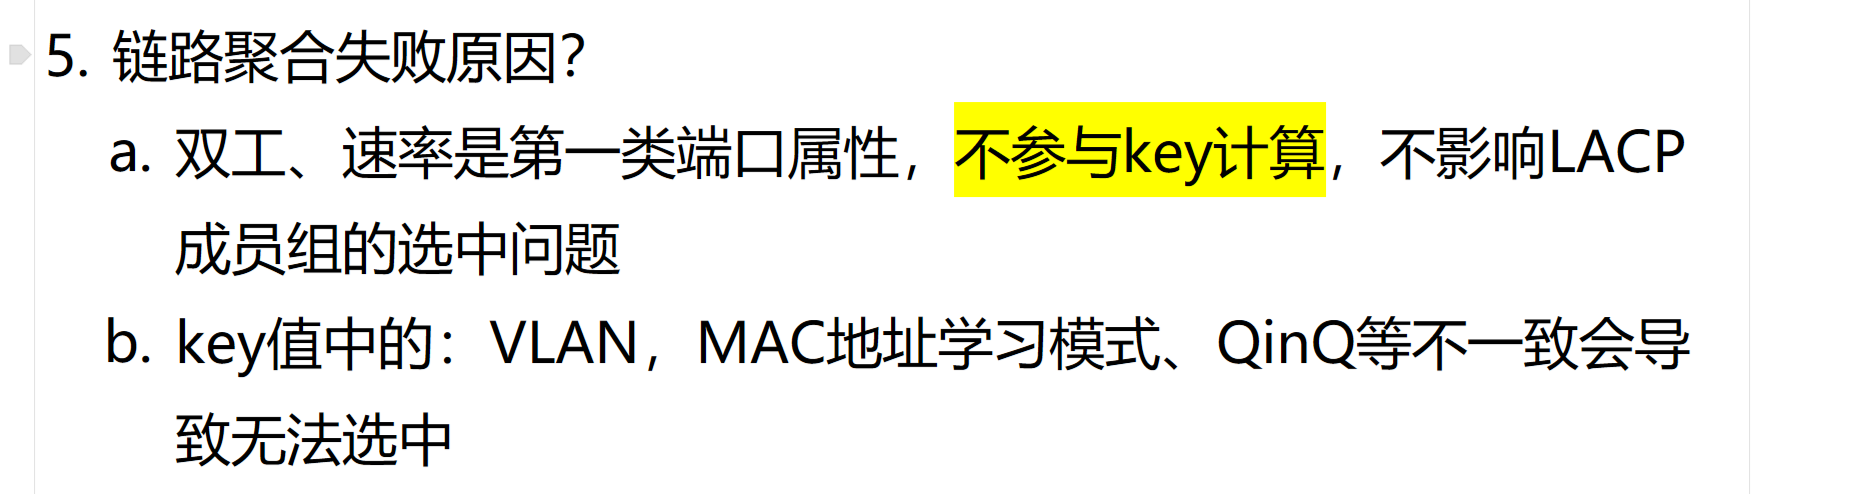 5. 链路聚合失败原因？
a. 双工、速率是第一类端口属性，不参与key计算，不影响LACP
成员组的选中问题
b. key值中的：VLAN，MAC地址学习模式、QinQ等不一致会导
致无法选中